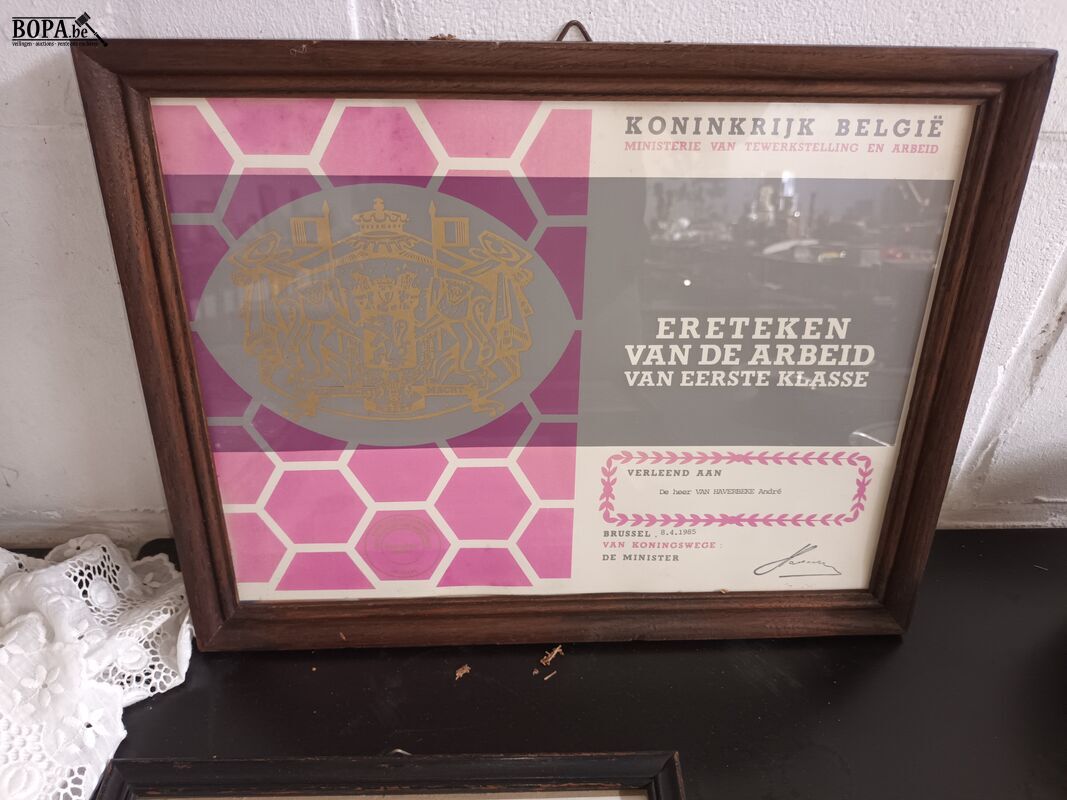 BOPA.be
KONINKRIJK BELGIË
MINISTERIE VAN TEWERKSTELLING EN ARBEID
ERETEKEN
VAN DE ARBEID
VAN EERSTE KLASSE
VERLEEND AAN
De heer VAN HAVERBEKE André
BRUSSEL, 8.4.1985
VAN KONINGSWEGE :
DE MINISTER